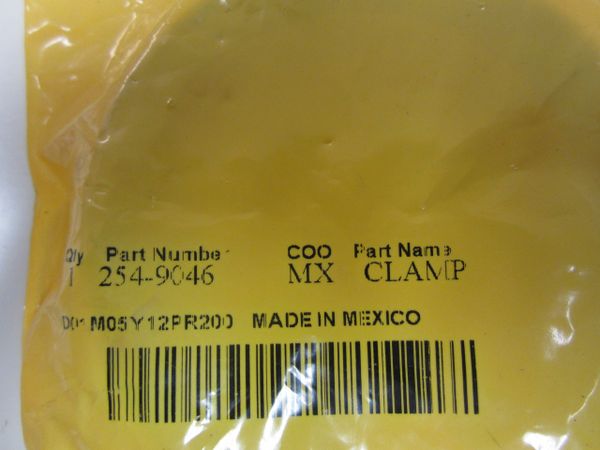 Qty Part Number COO Part Name
1 254-9046 MX CLAMP
M05Y12PR200 MADE IN MEXICO